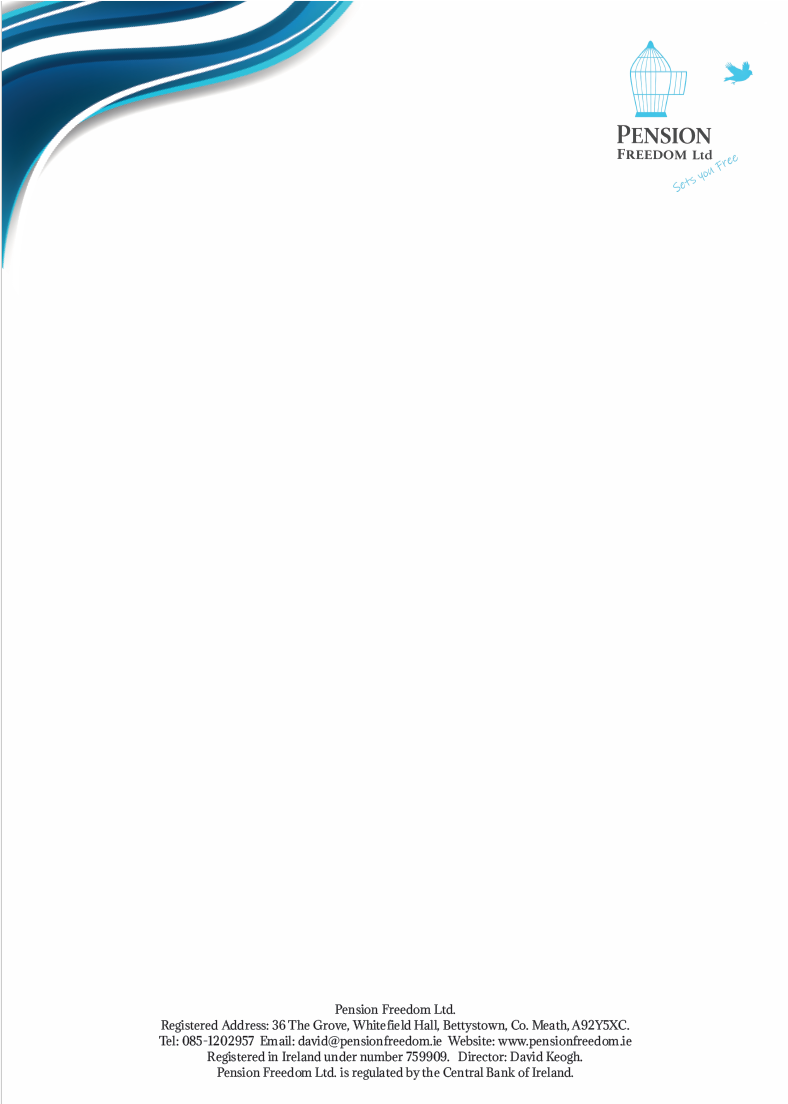 PENSION
FREEDOM Ltd
Sets you Free
Pension Freedom Ltd.
Registered Address: 36 The Grove, Whitefield Hall, Bettystown, Co. Meath, A92Y5XC.
Tel: 085-1202957 Email: david@pensionfreedom.ie Website: www.pensionfreedom.ie
Registered in Ireland under number 759909. Director: David Keogh.
Pension Freedom Ltd. is regulated by the Central Bank of Ireland.